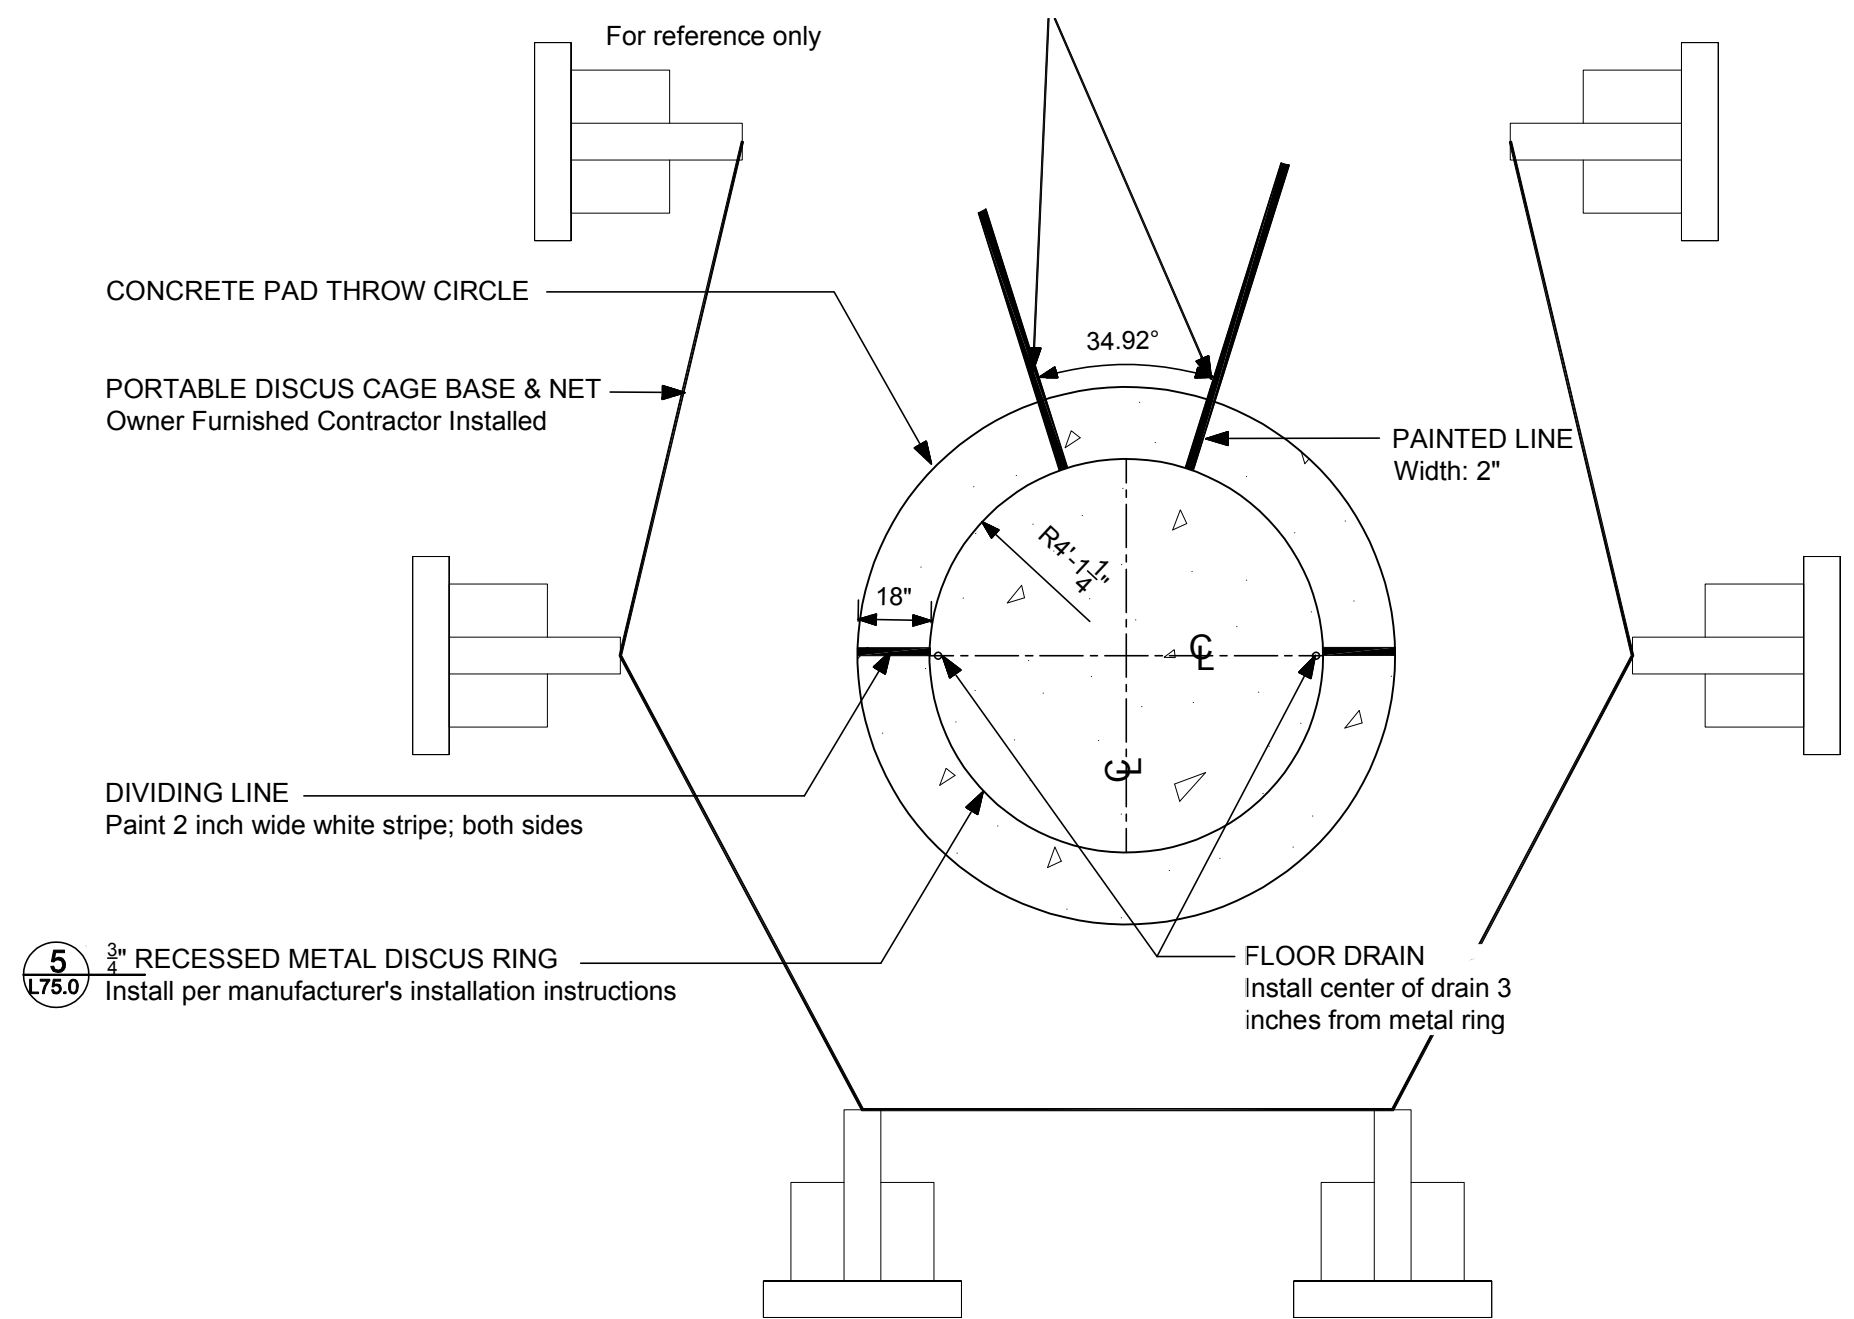 For reference only
CONCRETE PAD THROW CIRCLE
34.92°
PORTABLE DISCUS CAGE BASE & NET
Owner Furnished Contractor Installed
PAINTED LINE
Width: 2"
R4'-1 1/4"
18"
CL
CL
DIVIDING LINE
Paint 2 inch wide white stripe; both sides
5
L75.0
3/4" RECESSED METAL DISCUS RING
Install per manufacturer's installation instructions
FLOOR DRAIN
Install center of drain 3
inches from metal ring